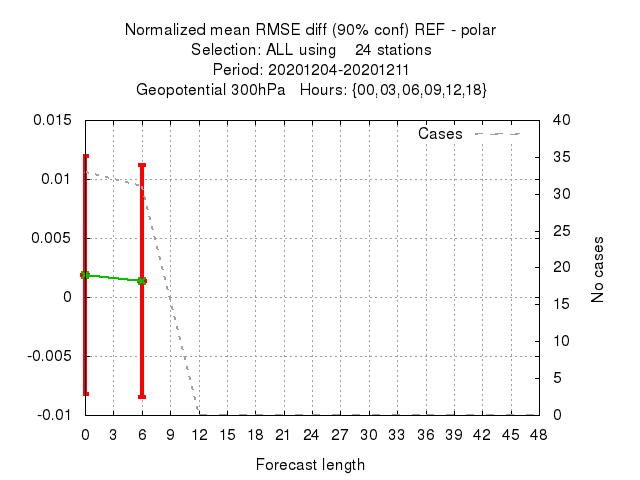 Normalized mean RMSE diff (90% conf) REF - polar
Selection: ALL using    24 stations
Period: 20201204-20201211
Geopotential 300hPa   Hours: {00,03,06,09,12,18}
Cases
0.015
0.01
0.005
0
-0.005
-0.01
40
35
30
25
20
15
10
5
0
No cases
0 3 6 9 12 15 18 21 24 27 30 33 36 39 42 45 48
Forecast length